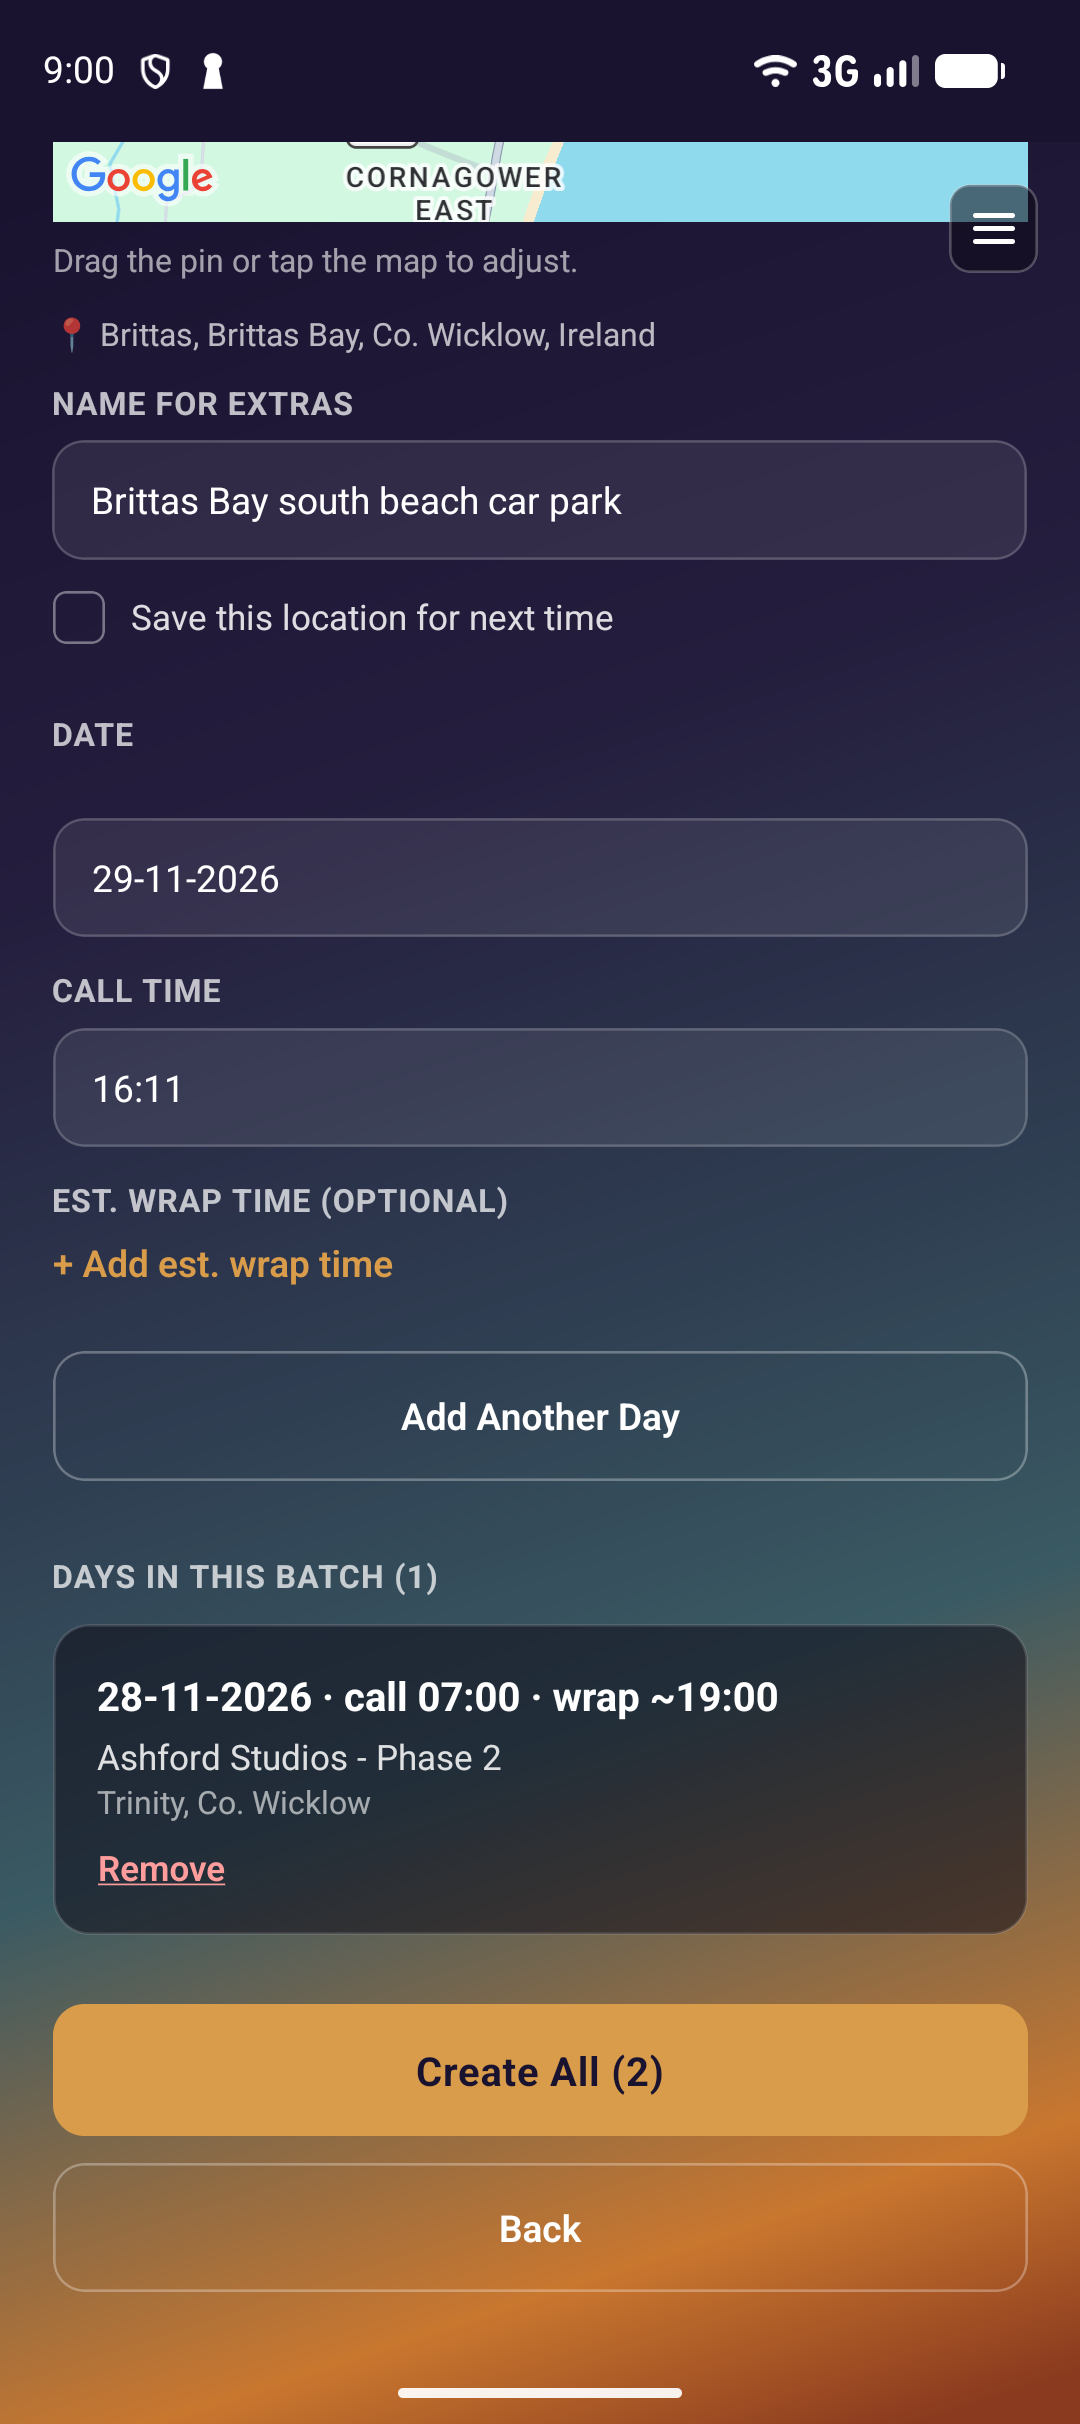 9:00
3G
Google
CORNAGOWER
EAST
Drag the pin or tap the map to adjust.
📍 Brittas, Brittas Bay, Co. Wicklow, Ireland
NAME FOR EXTRAS
Brittas Bay south beach car park
Save this location for next time
DATE
29-11-2026
CALL TIME
16:11
EST. WRAP TIME (OPTIONAL)
+ Add est. wrap time
Add Another Day
DAYS IN THIS BATCH (1)
28-11-2026 · call 07:00 · wrap ~19:00
Ashford Studios - Phase 2
Trinity, Co. Wicklow
Remove
Create All (2)
Back